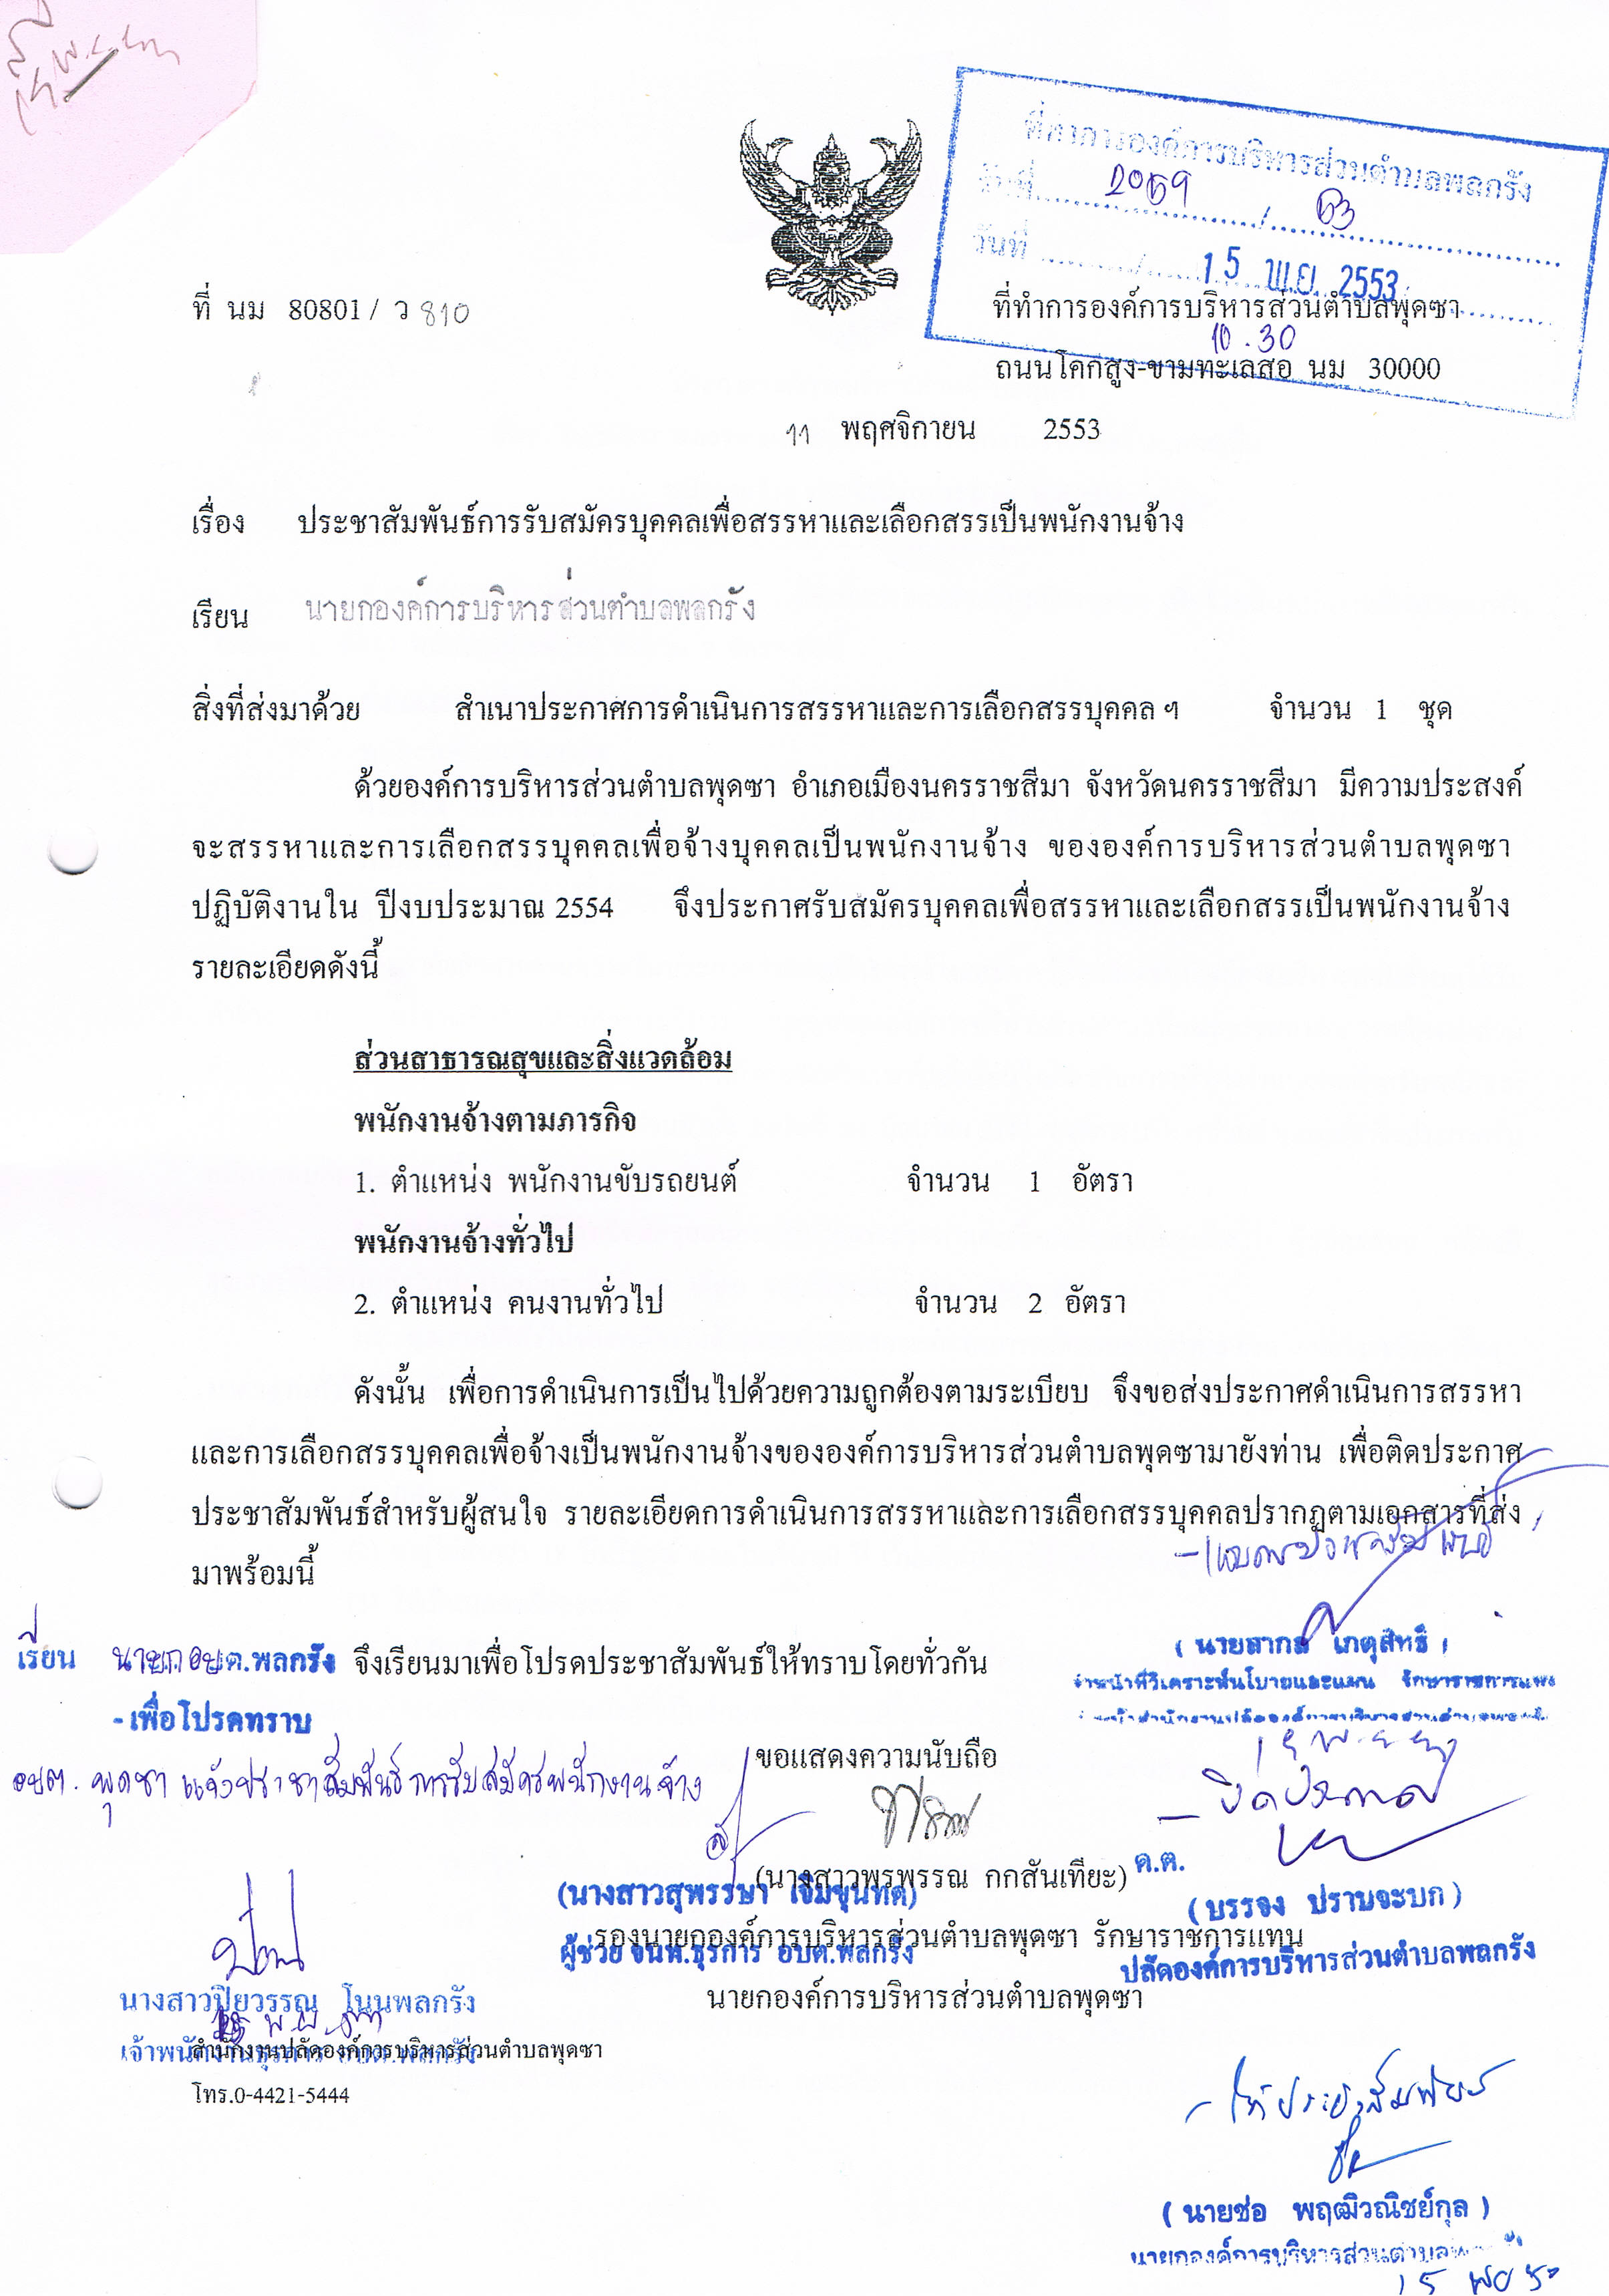 ที่ทำการองค์การบริหารส่วนตำบลพลกรัง
วันที่ 15 พ.ย. 2553
10.30
ที่ นม 80801 / ว 810
ที่ทำการองค์การบริหารส่วนตำบลพุดซา
ถนนโคกสูง-ขามทะเลสอ นม 30000
11 พฤศจิกายน 2553
เรื่อง ประชาสัมพันธ์การรับสมัครบุคคลเพื่อสรรหาและเลือกสรรเป็นพนักงานจ้าง
เรียน นายกองค์การบริหารส่วนตำบลพลกรัง
สิ่งที่ส่งมาด้วย สำเนาประกาศการดำเนินการสรรหาและการเลือกสรรบุคคล ฯ จำนวน 1 ชุด
ด้วยองค์การบริหารส่วนตำบลพุดซา อำเภอเมืองนครราชสีมา จังหวัดนครราชสีมา มีความประสงค์
จะสรรหาและการเลือกสรรบุคคลเพื่อจ้างบุคคลเป็นพนักงานจ้าง ขององค์การบริหารส่วนตำบลพุดซา
ปฏิบัติงานใน ปีงบประมาณ 2554 จึงประกาศรับสมัครบุคคลเพื่อสรรหาและเลือกสรรเป็นพนักงานจ้าง
รายละเอียดดังนี้
ส่วนสาธารณสุขและสิ่งแวดล้อม
พนักงานจ้างตามภารกิจ
1. ตำแหน่ง พนักงานขับรถยนต์ จำนวน 1 อัตรา
พนักงานจ้างทั่วไป
2. ตำแหน่ง คนงานทั่วไป จำนวน 2 อัตรา
ดังนั้น เพื่อการดำเนินการเป็นไปด้วยความถูกต้องตามระเบียบ จึงขอส่งประกาศดำเนินการสรรหา
และการเลือกสรรบุคคลเพื่อจ้างเป็นพนักงานจ้างขององค์การบริหารส่วนตำบลพุดซามายังท่าน เพื่อติดประกาศ
ประชาสัมพันธ์สำหรับผู้สนใจ รายละเอียดการดำเนินการสรรหาและการเลือกสรรบุคคลปรากฏตามเอกสารที่ส่ง
มาพร้อมนี้
จึงเรียนมาเพื่อโปรดประชาสัมพันธ์ให้ทราบโดยทั่วกัน
เรียน นายก อบต.พลกรัง
- เพื่อโปรดทราบ
อบต. พุดซา แจ้งประชาสัมพันธ์การรับสมัครพนักงานจ้าง
ขอแสดงความนับถือ
(นางสาวพรพรรณ กกสันเทียะ)
รองนายกองค์การบริหารส่วนตำบลพุดซา รักษาราชการแทน
นายกองค์การบริหารส่วนตำบลพุดซา
(นางสาวสุพรรษา เจิมขุนทด)
ผู้ช่วย จนท.ธุรการ อบต.พลกรัง
นางสาวปิยวรรณ โนนพลกรัง
เจ้าพนักงานธุรการ อบต.พลกรัง
สำนักงานปลัดองค์การบริหารส่วนตำบลพุดซา
โทร.0-4421-5444
เจ้าหน้าที่วิเคราะห์นโยบายและแผน รักษาราชการแทน
- ปิดประกาศ
ด.ต.
(บรรจง ปราบจะบก)
ปลัดองค์การบริหารส่วนตำบลพลกรัง
- ให้ประชาสัมพันธ์
(นายช่อ พฤฒิวณิชย์กุล)
นายกองค์การบริหารส่วนตำบลพลกรัง
15 พย 53